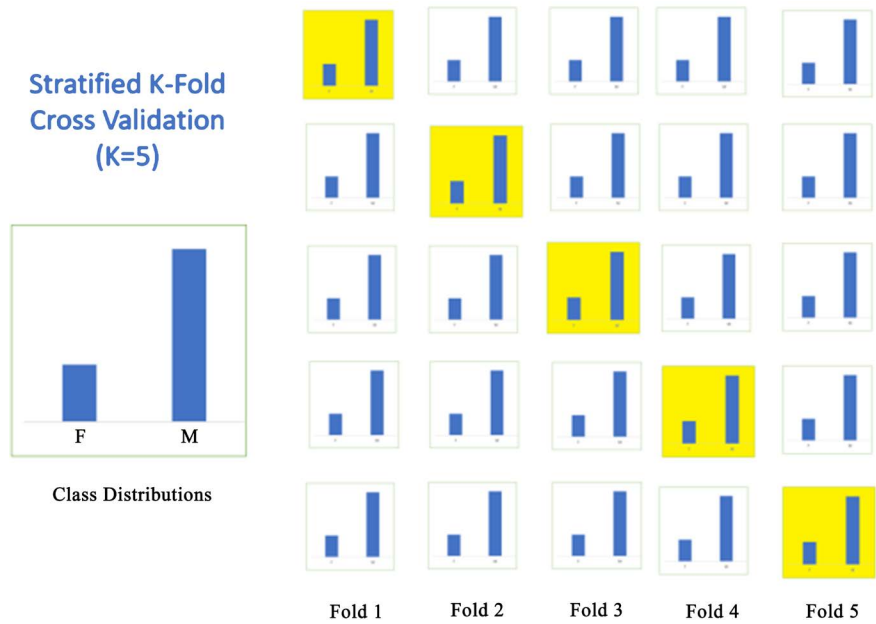 Stratified K-Fold
Cross Validation
(K=5)
F M
Class Distributions
Fold 1 Fold 2 Fold 3 Fold 4 Fold 5